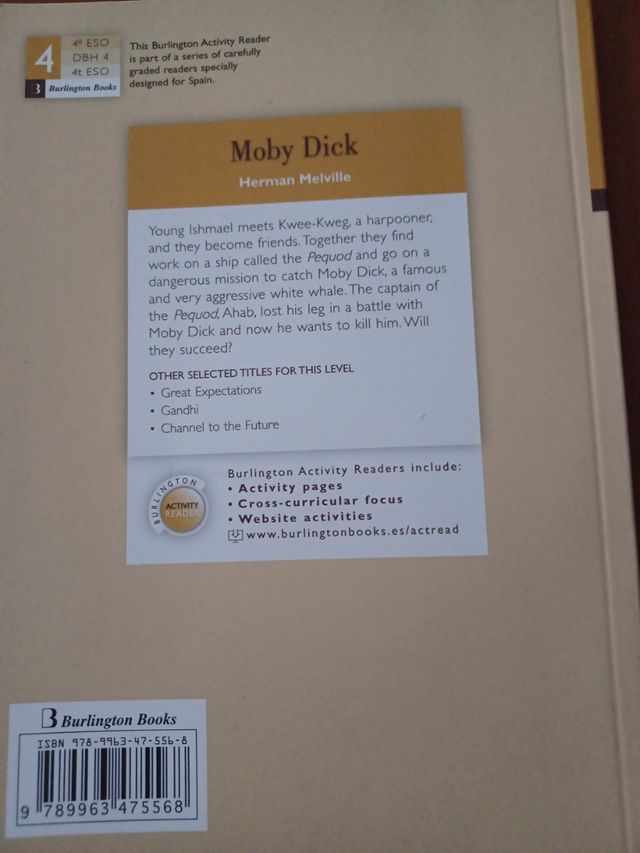 4
4º ESO
DBH 4
4t ESO
B Burlington Books
This Burlington Activity Reader
is part of a series of carefully
graded readers specially
designed for Spain.
Moby Dick
Herman Melville
Young Ishmael meets Kwee-Kweg, a harpooner,
and they become friends. Together they find
work on a ship called the Pequod and go on a
dangerous mission to catch Moby Dick, a famous
and very aggressive white whale. The captain of
the Pequod, Ahab, lost his leg in a battle with
Moby Dick and now he wants to kill him. Will
they succeed?
OTHER SELECTED TITLES FOR THIS LEVEL
• Great Expectations
• Gandhi
• Channel to the Future
BURLINGTON
ACTIVITY
READER
Burlington Activity Readers include:
• Activity pages
• Cross-curricular focus
• Website activities
www.burlingtonbooks.es/actread
B Burlington Books
ISBN 978-9963-47-556-8
9 789963 475568